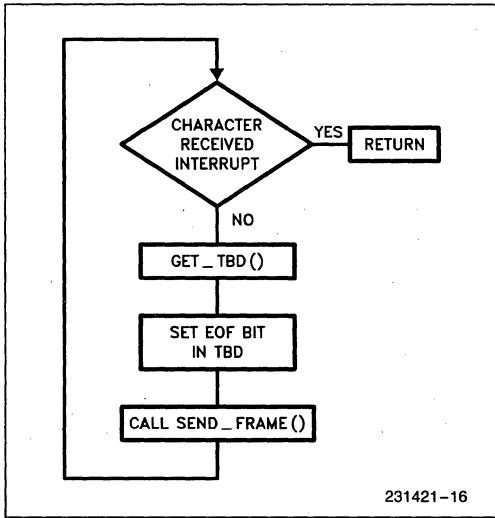 CHARACTER
RECEIVED
INTERRUPT
YES
RETURN
NO
GET_TBD()
SET EOF BIT
IN TBD
CALL SEND_FRAME()
231421-16